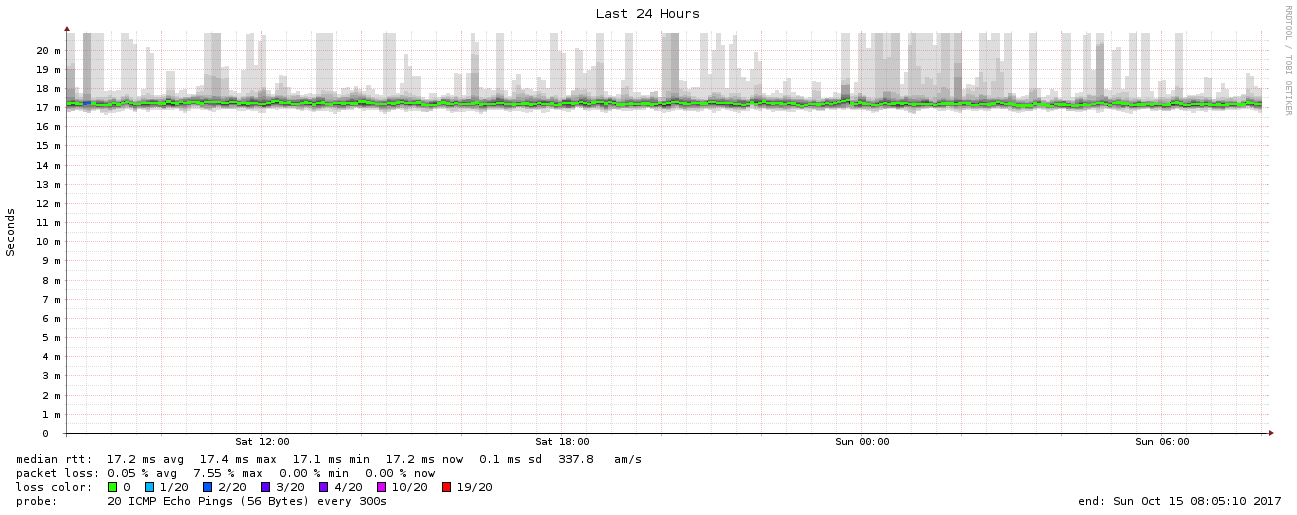 Last 24 Hours
RRDTOOL / TOBI OETIKER
Seconds
20 m
19 m
18 m
17 m
16 m
15 m
14 m
13 m
12 m
11 m
10 m
9 m
8 m
7 m
6 m
5 m
4 m
3 m
2 m
1 m
0
Sat 12:00 Sat 18:00 Sun 00:00 Sun 06:00
median rtt: 17.2 ms avg 17.4 ms max 17.1 ms min 17.2 ms now 0.1 ms sd 337.8 am/s
packet loss: 0.05 % avg 7.55 % max 0.00 % min 0.00 % now
loss color: 0 1/20 2/20 3/20 4/20 10/20 19/20
probe: 20 ICMP Echo Pings (56 Bytes) every 300s end: Sun Oct 15 08:05:10 2017